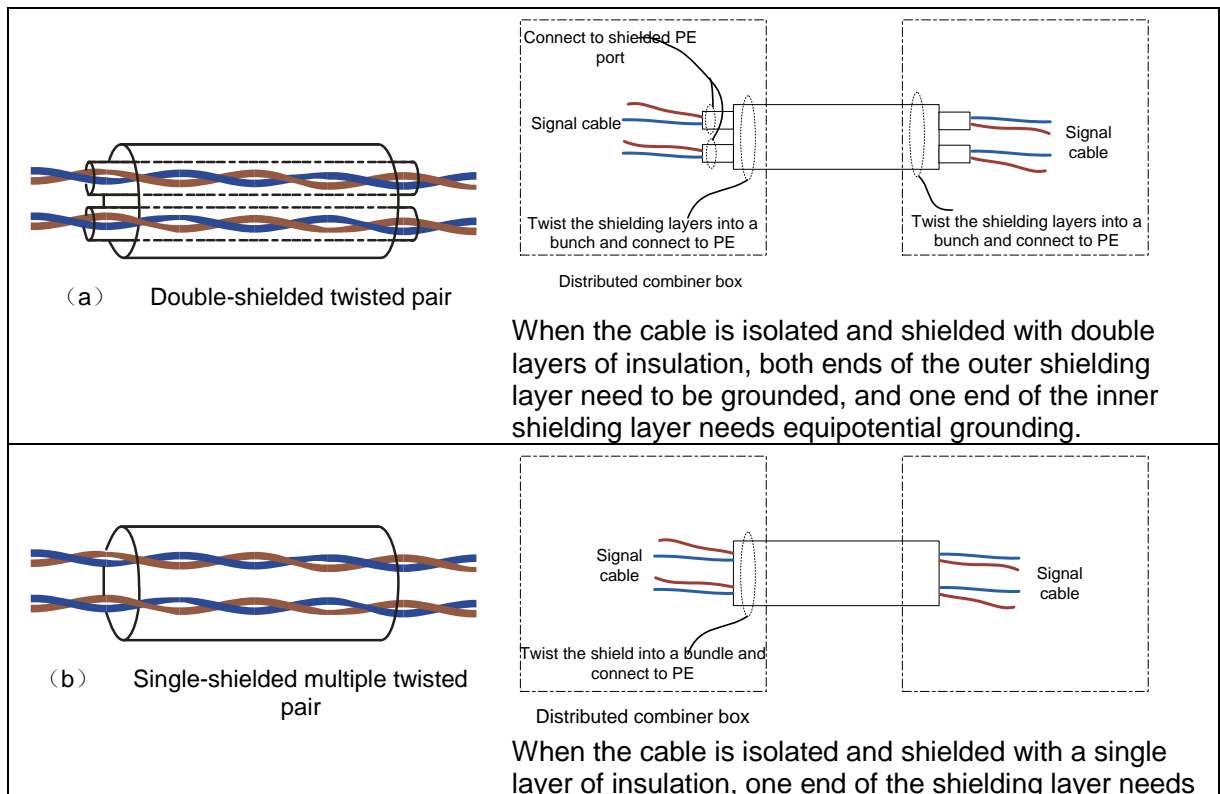 Connect to shielded PE
port
Signal cable
Signal
cable
Twist the shielding layers into a
bunch and connect to PE
Twist the shielding layers into a
bunch and connect to PE
Distributed combiner box
（a） Double-shielded twisted pair
When the cable is isolated and shielded with double
layers of insulation, both ends of the outer shielding
layer need to be grounded, and one end of the inner
shielding layer needs equipotential grounding.
Signal
cable
Signal
cable
Twist the shield into a bundle and
connect to PE
（b） Single-shielded multiple twisted
pair
Distributed combiner box
When the cable is isolated and shielded with a single
layer of insulation, one end of the shielding layer needs